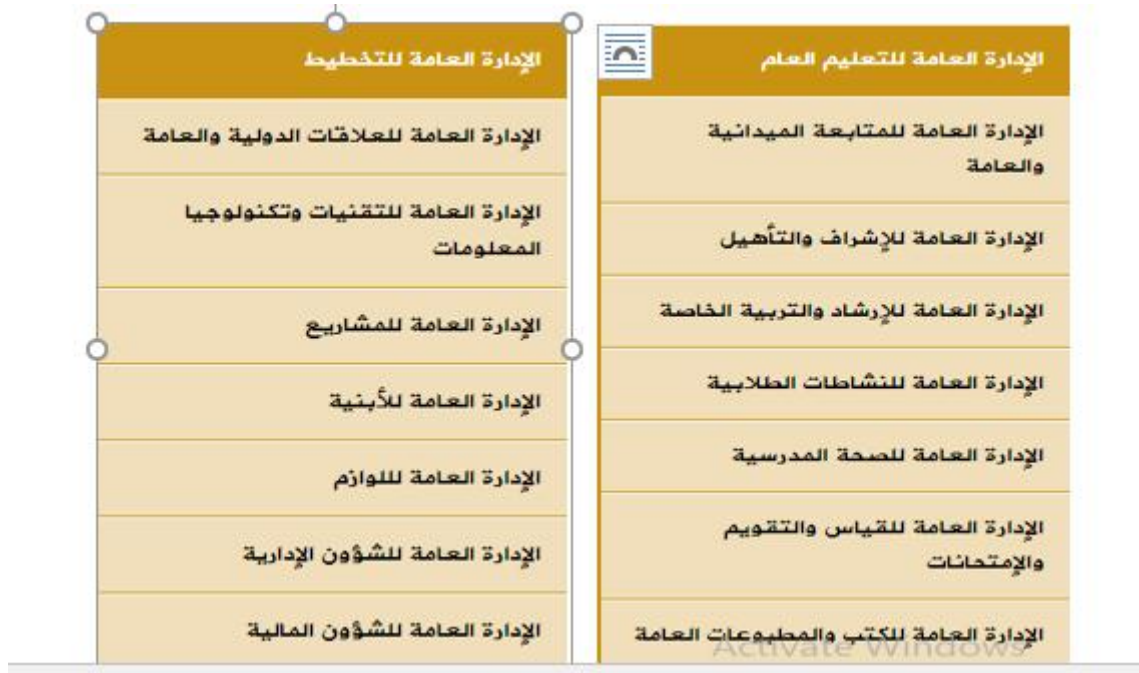 الإدارة العامة للتعليم العام
الإدارة العامة للمتابعة الميدانية
والعامة
الإدارة العامة للإشراف والتأهيل
الإدارة العامة للإرشاد والتربية الخاصة
الإدارة العامة للنشاطات الطلابية
الإدارة العامة للصحة المدرسية
الإدارة العامة للقياس والتقويم
والإمتحانات
الإدارة العامة للكتب والمطبوعات العامة
الإدارة العامة للتخطيط
الإدارة العامة للعلاقات الدولية والعامة
الإدارة العامة للتقنيات وتكنولوجيا
المعلومات
الإدارة العامة للمشاريع
الإدارة العامة للأبنية
الإدارة العامة لللوازم
الإدارة العامة للشؤون الإدارية
الإدارة العامة للشؤون المالية
Activate Windows